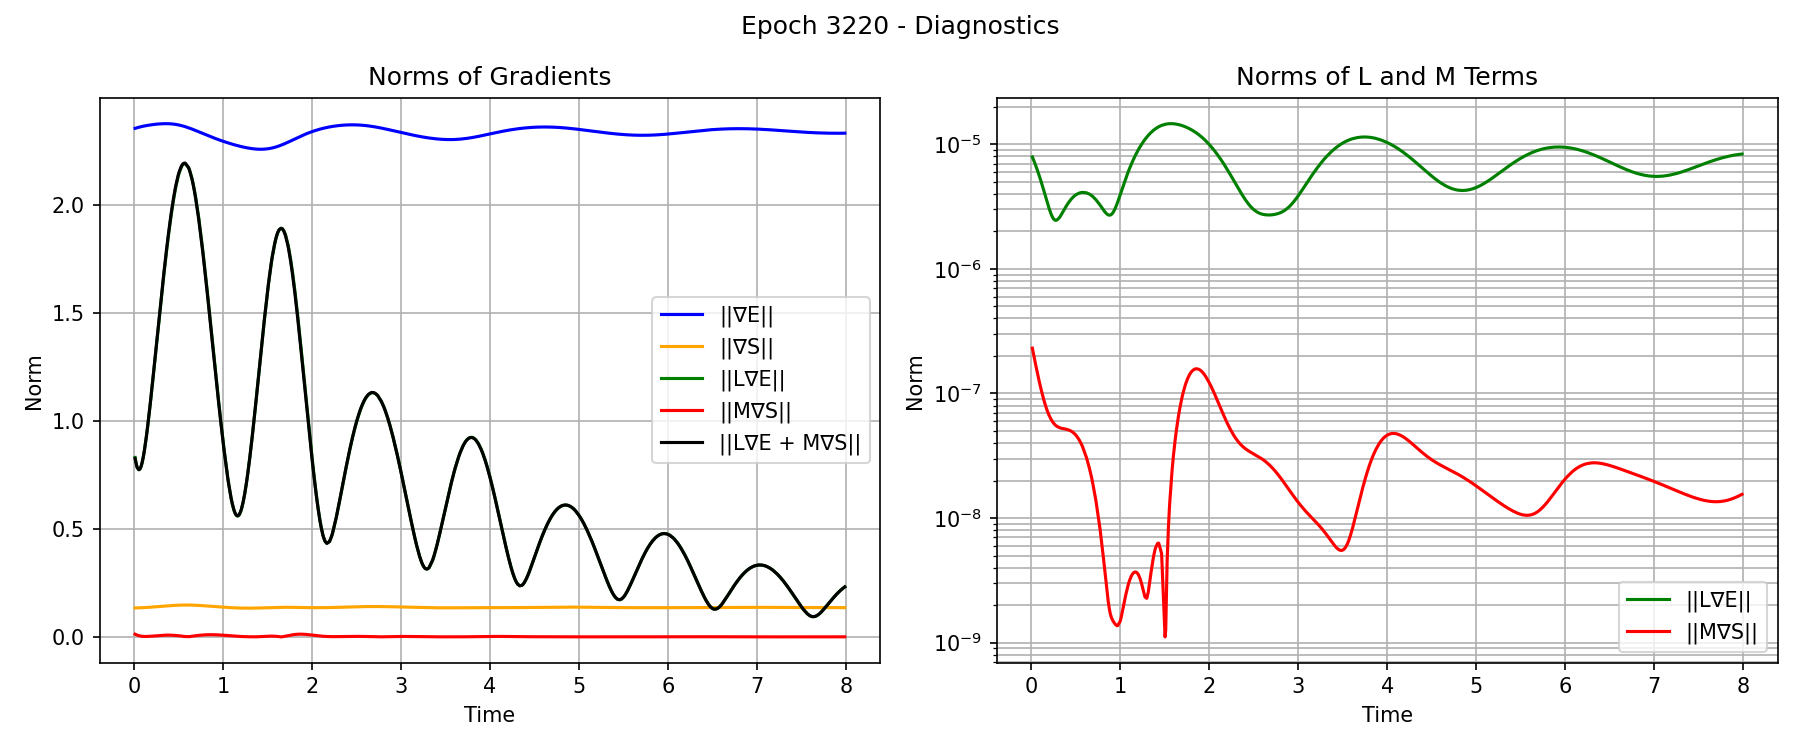 Epoch 3220 - Diagnostics
Norms of Gradients
Norm
2.0
1.5
1.0
0.5
0.0
||∇E||
||∇S||
||L∇E||
||M∇S||
||L∇E + M∇S||
0 1 2 3 4 5 6 7 8
Time
Norms of L and M Terms
Norm
10⁻⁵
10⁻⁶
10⁻⁷
10⁻⁸
10⁻⁹
||L∇E||
||M∇S||
0 1 2 3 4 5 6 7 8
Time